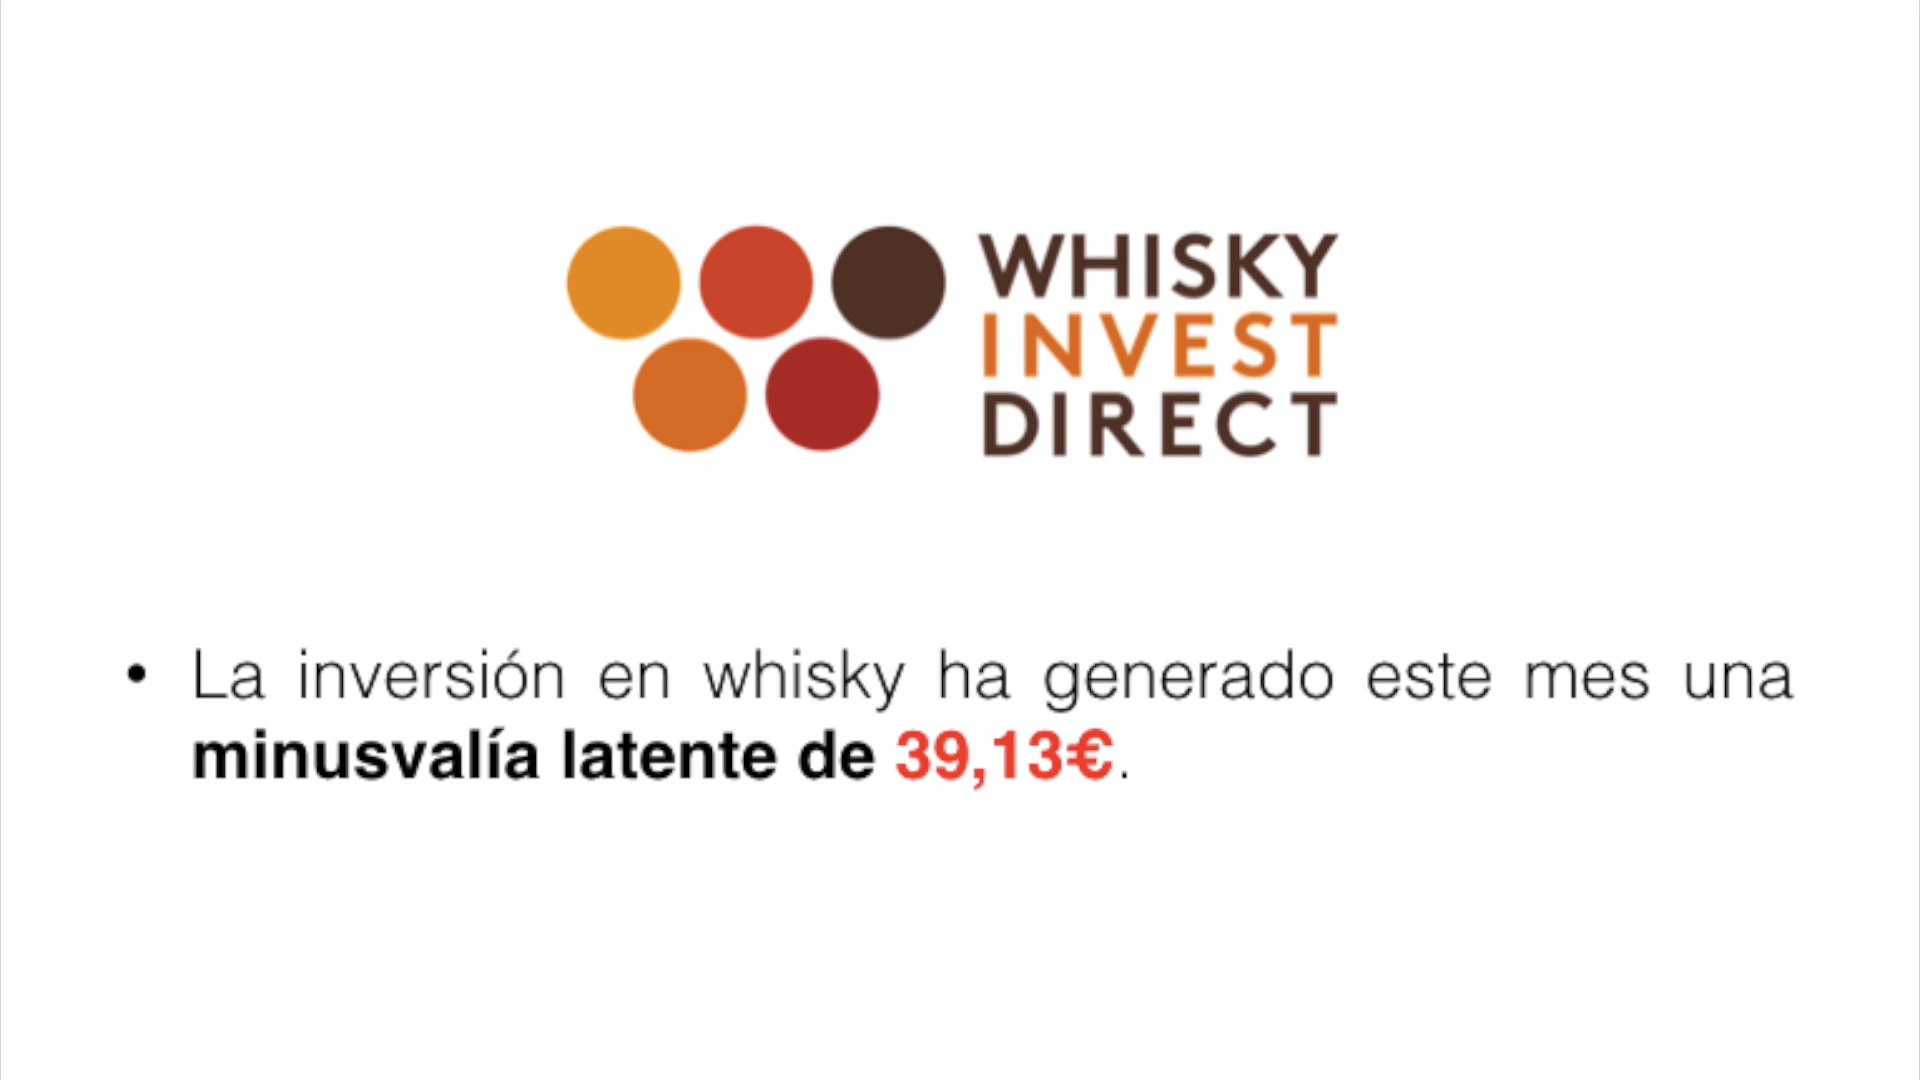 WHISKY
INVEST
DIRECT
• La inversión en whisky ha generado este mes una
minusvalía latente de 39,13€.